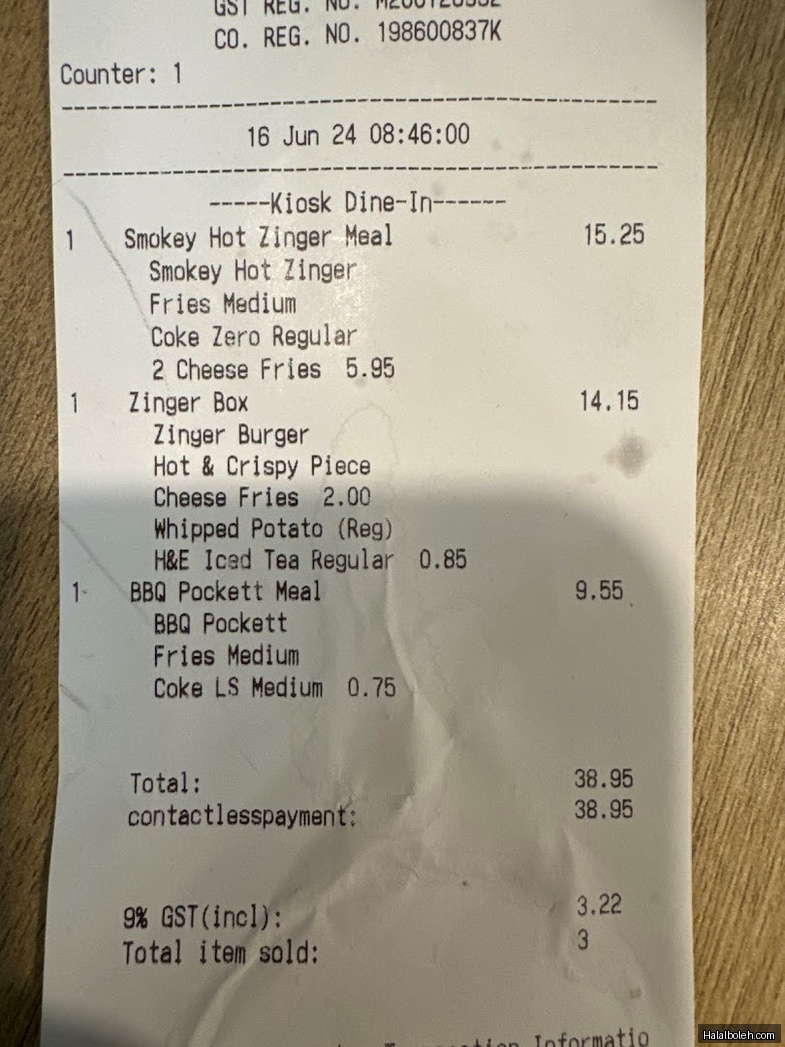 GST REG. NO.
CO. REG. NO. 198600837K
Counter: 1
16 Jun 24 08:46:00
-----Kiosk Dine-In------
1 Smokey Hot Zinger Meal 15.25
Smokey Hot Zinger
Fries Medium
Coke Zero Regular
2 Cheese Fries 5.95
1 Zinger Box 14.15
Zinger Burger
Hot & Crispy Piece
Cheese Fries 2.00
Whipped Potato (Reg)
H&E Iced Tea Regular 0.85
1 BBQ Pockett Meal 9.55
BBQ Pockett
Fries Medium
Coke LS Medium 0.75
Total: 38.95
contactlesspayment: 38.95
9% GST(incl): 3.22
Total item sold: 3
Informatio
Halalboleh.com